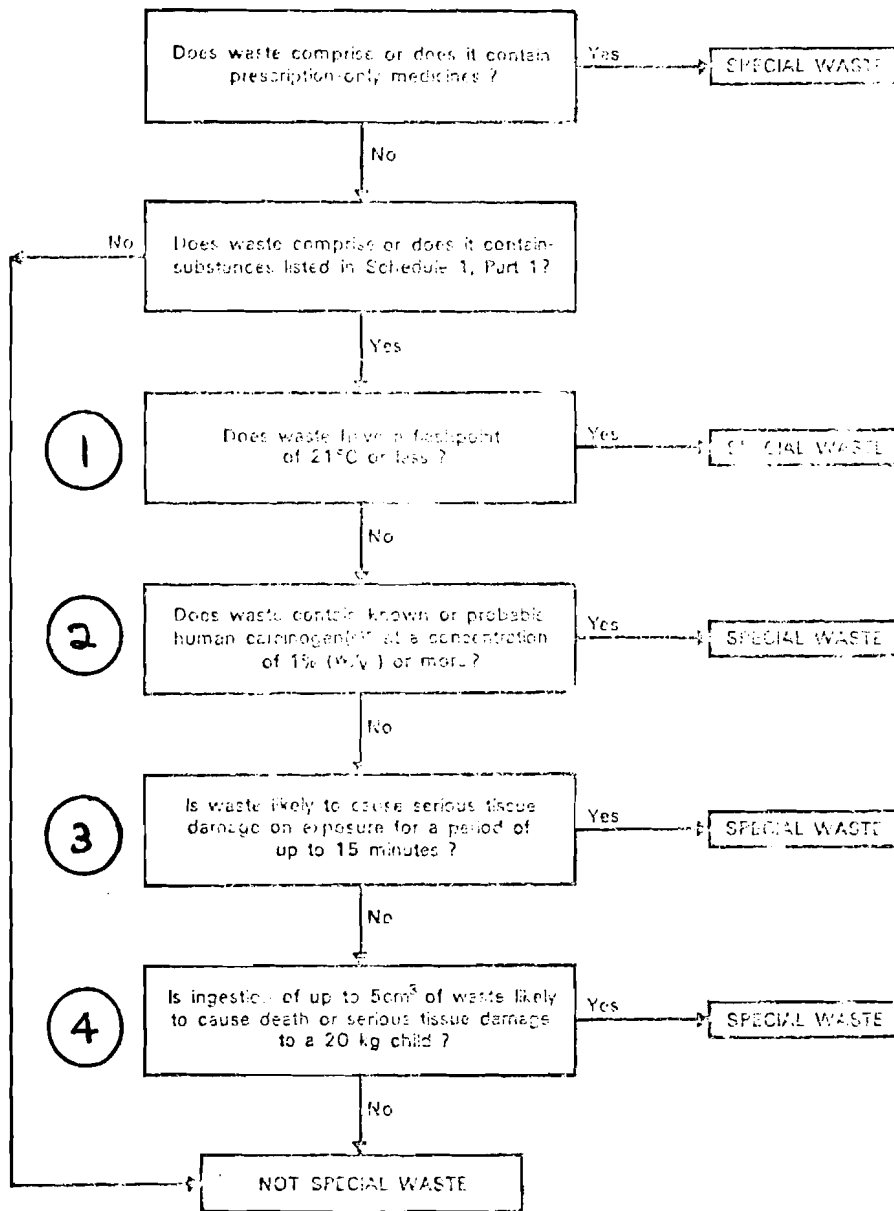 Does waste comprise or does it contain
prescription-only medicines ?
Yes
SPECIAL WASTE
No
No
Does waste comprise or does it contain
substances listed in Schedule 1, Part 1?
Yes
1
Does waste have a flashpoint
of 21°C or less ?
Yes
SPECIAL WASTE
No
2
Does waste contain known or probable
human carcinogen(s)* at a concentration
of 1% or more ?
Yes
SPECIAL WASTE
No
3
Is waste likely to cause serious tissue
damage on exposure for a period of
up to 15 minutes ?
Yes
SPECIAL WASTE
No
4
Is ingestion of up to 5cm³ of waste likely
to cause death or serious tissue damage
to a 20 kg child ?
Yes
SPECIAL WASTE
No
NOT SPECIAL WASTE